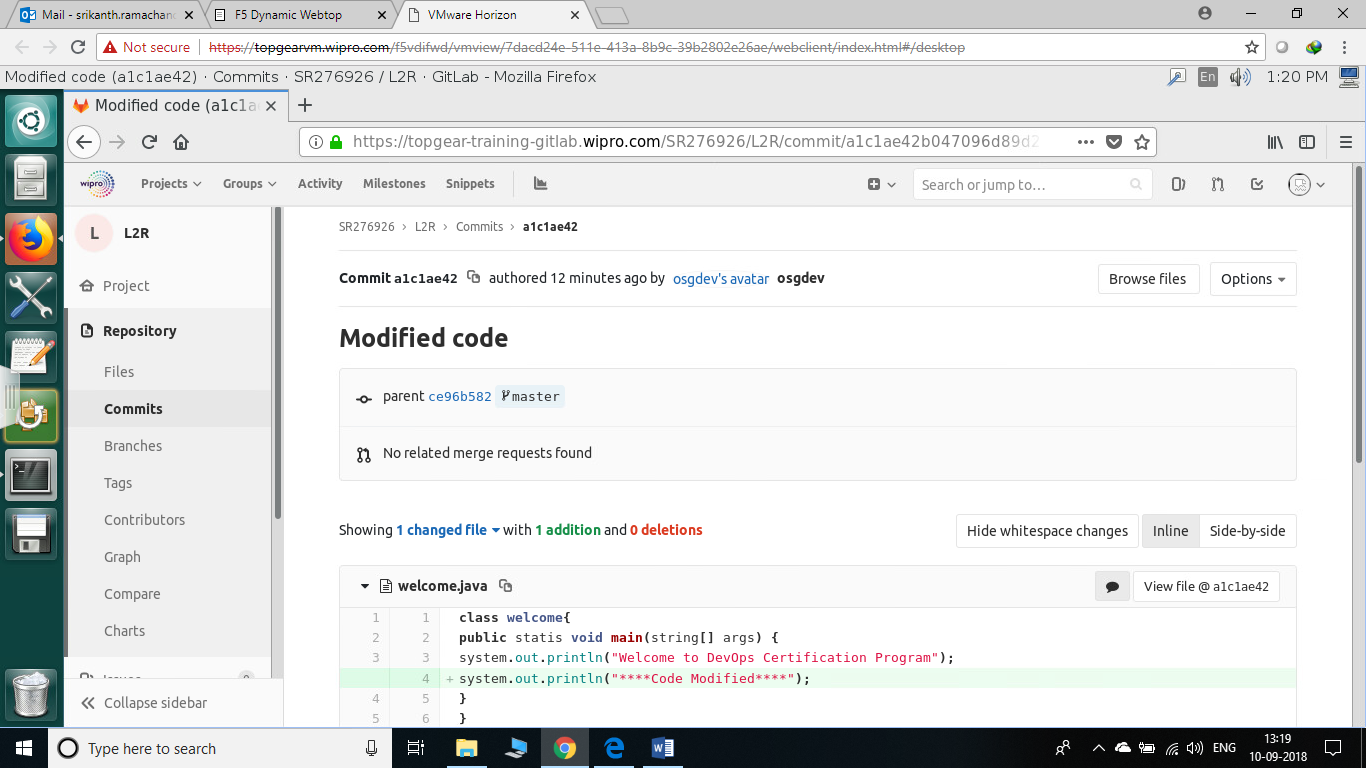 Mail - srikanth.ramachand
F5 Dynamic Webtop
VMware Horizon
Not secure
https://topgearvm.wipro.com/f5vdifwd/vmview/7dacd24e-511e-413a-8b9c-39b2802e26ae/webclient/index.html#/desktop
Modified code (a1c1ae42) · Commits · SR276926 / L2R · GitLab - Mozilla Firefox
En
1:20 PM
Modified code (a1c1ae
https://topgear-training-gitlab.wipro.com/SR276926/L2R/commit/a1c1ae42b047096d89d2
wipro
Projects
Groups
Activity
Milestones
Snippets
Search or jump to…
L
L2R
SR276926 > L2R > Commits > a1c1ae42
Commit a1c1ae42 authored 12 minutes ago by osgdev's avatar osgdev
Browse files
Options
Project
Repository
Files
Commits
Branches
Tags
Contributors
Graph
Compare
Charts
Issues
0
Collapse sidebar
Modified code
parent ce96b582 master
No related merge requests found
Showing 1 changed file with 1 addition and 0 deletions
Hide whitespace changes
Inline
Side-by-side
welcome.java
View file @ a1c1ae42
1 1 class welcome{
2 2 public statis void main(string[] args) {
3 3 system.out.println("Welcome to DevOps Certification Program");
4 + system.out.println("****Code Modified****");
4 5 }
5 6 }
Type here to search
ENG
13:19
10-09-2018